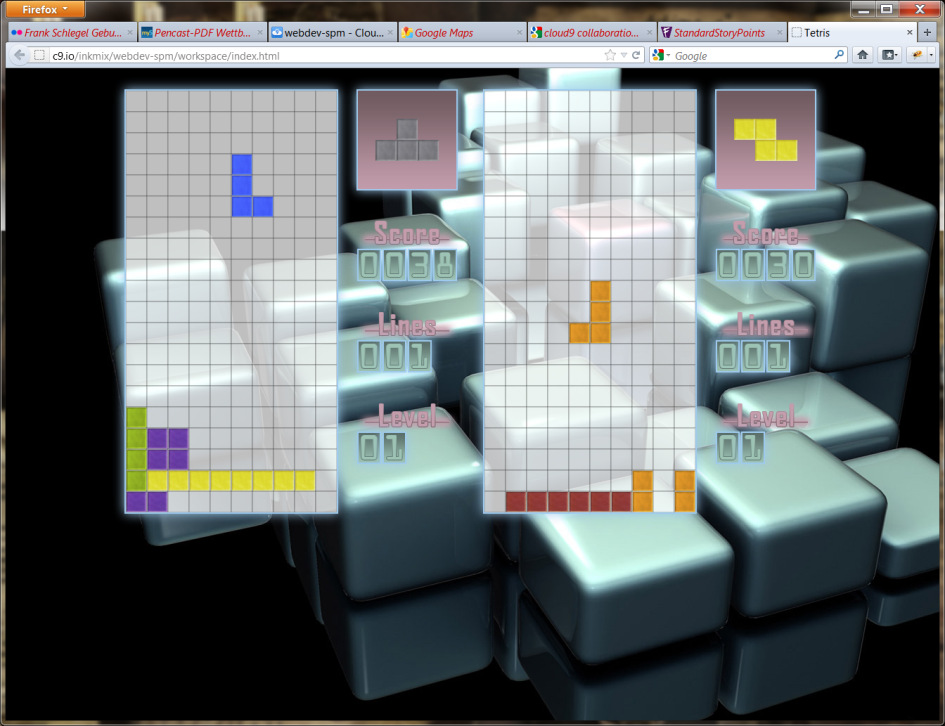 Firefox
Frank Schlegel Gebu...
Pencast-PDF Wettb...
webdev-spm - Clou...
Google Maps
cloud9 collaboratio...
StandardStoryPoints
Tetris
c9.io/inkmix/webdev-spm/workspace/index.html
Google
Score
0038
Lines
001
Level
01
Score
0030
Lines
001
Level
01